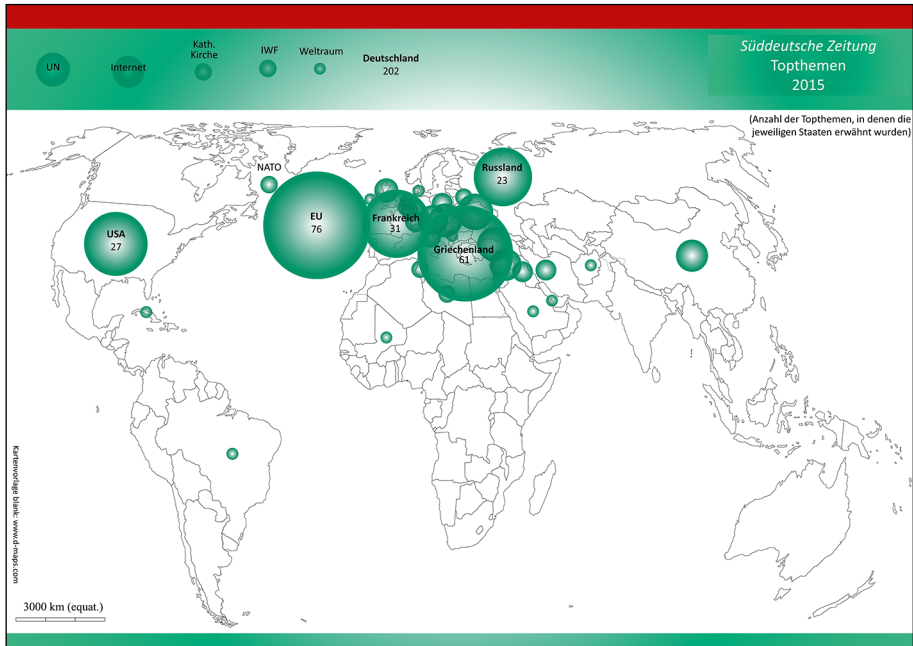 UN
Internet
Kath.
Kirche
IWF
Weltraum
Deutschland
202
Süddeutsche Zeitung
Topthemen
2015
(Anzahl der Topthemen, in denen die
jeweiligen Staaten erwähnt wurden)
NATO
Russland
23
EU
76
Frankreich
31
USA
27
Griechenland
61
Kartenvorlage blank: www.d-maps.com
3000 km (equat.)